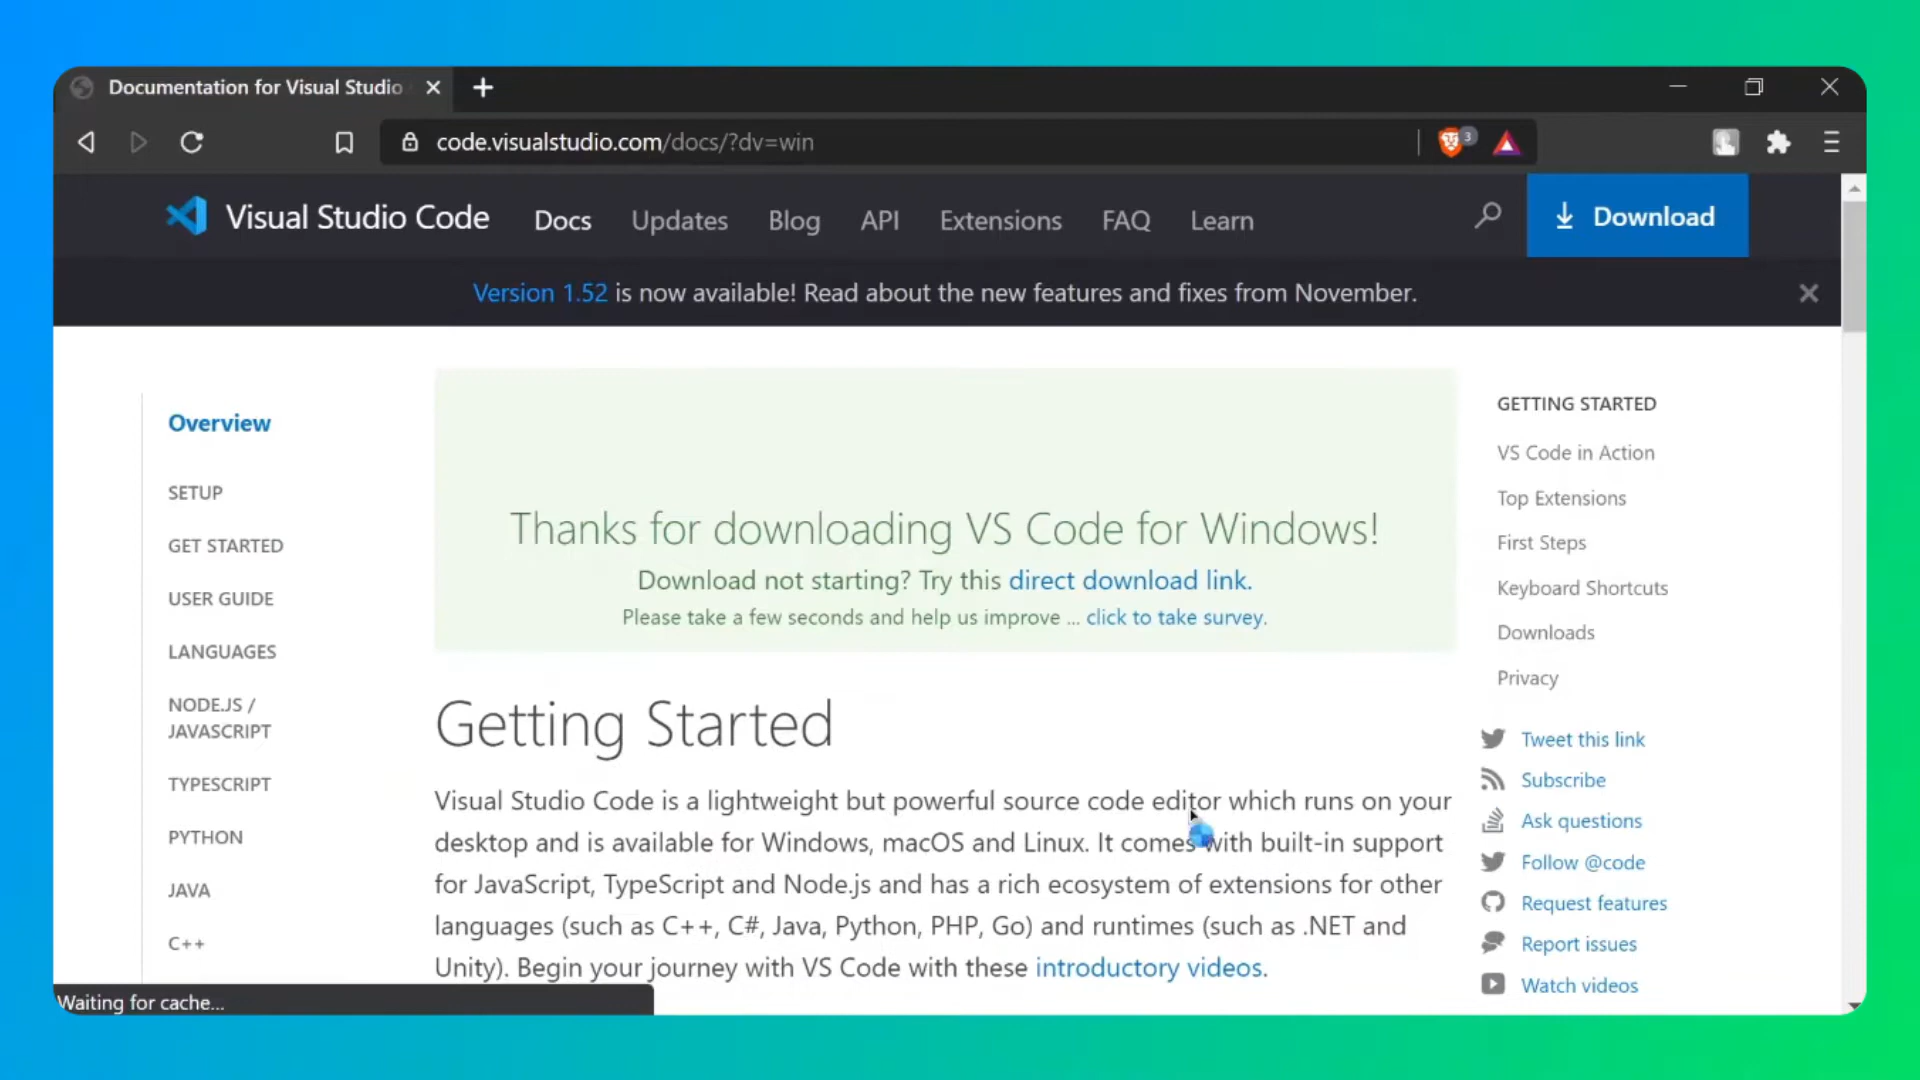 Documentation for Visual Studio
code.visualstudio.com/docs/?dv=win
3
Visual Studio Code
Docs
Updates
Blog
API
Extensions
FAQ
Learn
Download
Version 1.52 is now available! Read about the new features and fixes from November.
Overview
SETUP
GET STARTED
USER GUIDE
LANGUAGES
NODE.JS /
JAVASCRIPT
TYPESCRIPT
PYTHON
JAVA
C++
Thanks for downloading VS Code for Windows!
Download not starting? Try this direct download link.
Please take a few seconds and help us improve ... click to take survey.
Getting Started
Visual Studio Code is a lightweight but powerful source code editor which runs on your
desktop and is available for Windows, macOS and Linux. It comes with built-in support
for JavaScript, TypeScript and Node.js and has a rich ecosystem of extensions for other
languages (such as C++, C#, Java, Python, PHP, Go) and runtimes (such as .NET and
Unity). Begin your journey with VS Code with these introductory videos.
GETTING STARTED
VS Code in Action
Top Extensions
First Steps
Keyboard Shortcuts
Downloads
Privacy
Tweet this link
Subscribe
Ask questions
Follow @code
Request features
Report issues
Watch videos
Waiting for cache...